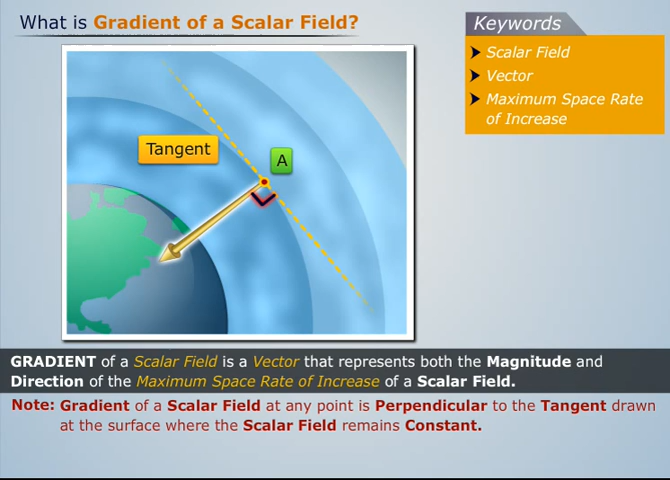 What is Gradient of a Scalar Field?
Keywords
Scalar Field
Vector
Maximum Space Rate
of Increase
Tangent
A
GRADIENT of a Scalar Field is a Vector that represents both the Magnitude and
Direction of the Maximum Space Rate of Increase of a Scalar Field.
Note: Gradient of a Scalar Field at any point is Perpendicular to the Tangent drawn
at the surface where the Scalar Field remains Constant.